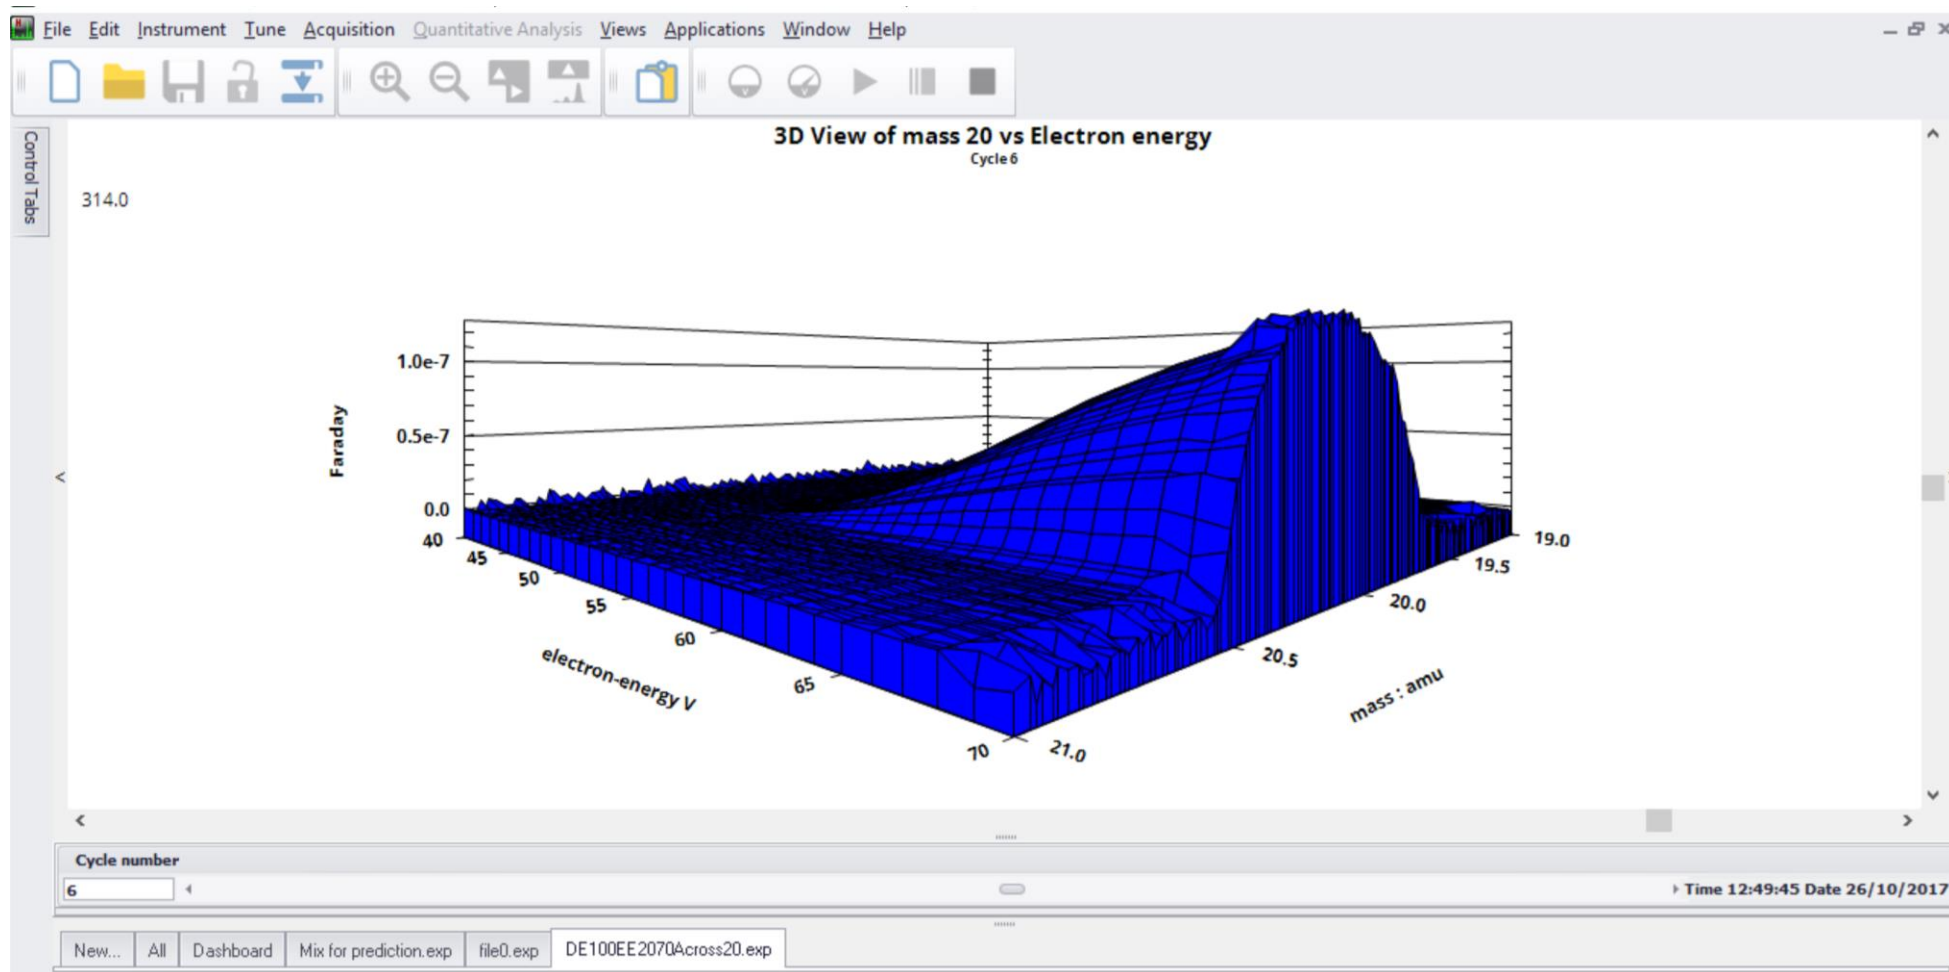 File Edit Instrument Tune Acquisition Quantitative Analysis Views Applications Window Help
Control Tabs
3D View of mass 20 vs Electron energy
Cycle 6
314.0
Faraday
1.0e-7
0.5e-7
0.0
40
45
50
55
60
65
70
electron-energy V
21.0
20.5
20.0
19.5
19.0
mass : amu
Cycle number
6
Time 12:49:45 Date 26/10/2017
New... All Dashboard Mix for prediction.exp file0.exp DE100EE2070Across20.exp